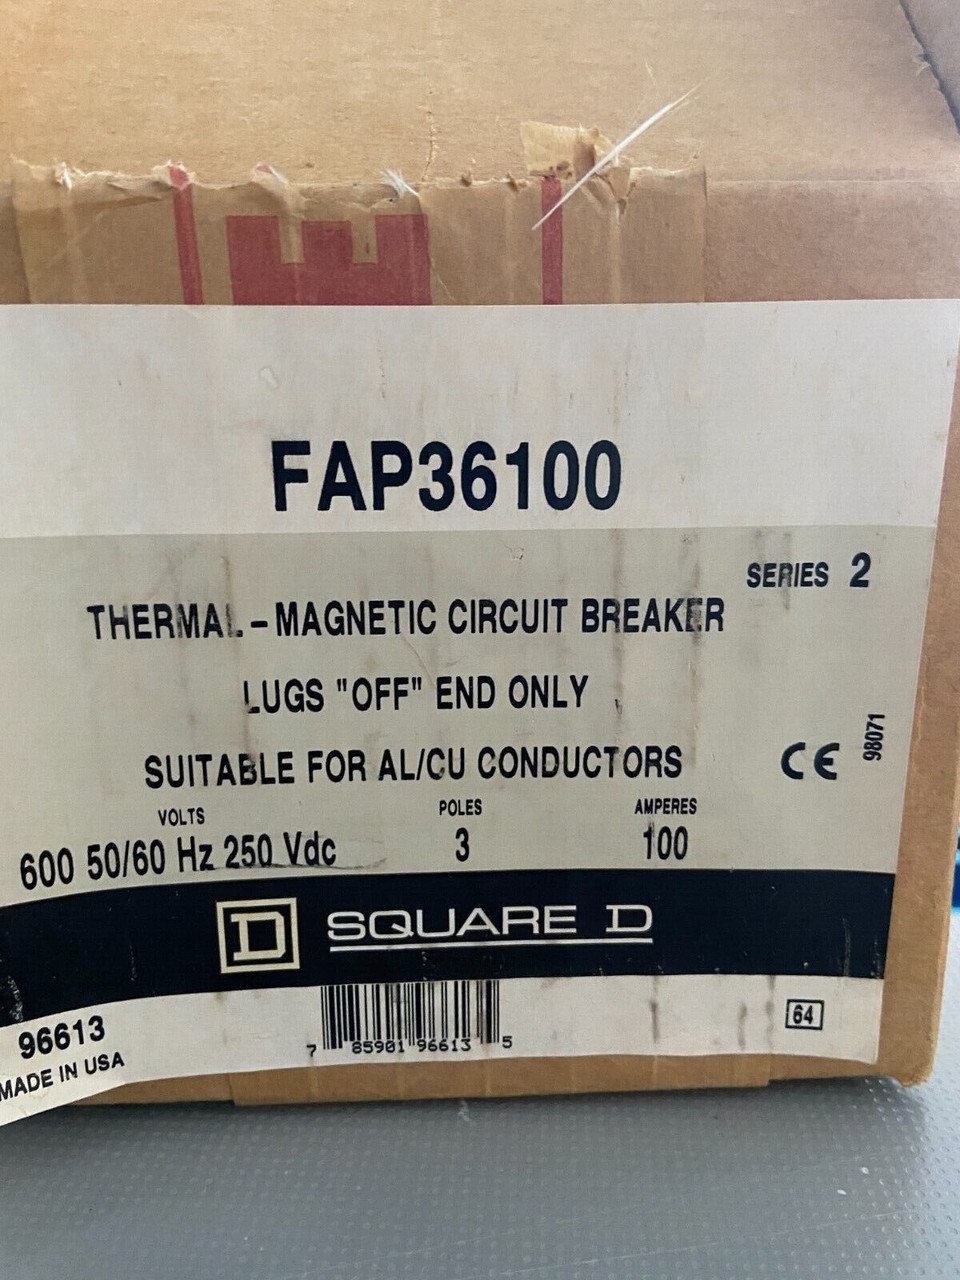 FAP36100
SERIES 2
THERMAL-MAGNETIC CIRCUIT BREAKER
LUGS "OFF" END ONLY
SUITABLE FOR AL/CU CONDUCTORS
CE
98071
VOLTS POLES AMPERES
600 50/60 Hz 250 Vdc 3 100
D SQUARE D
96613
MADE IN USA
7 85901 96613 5
64